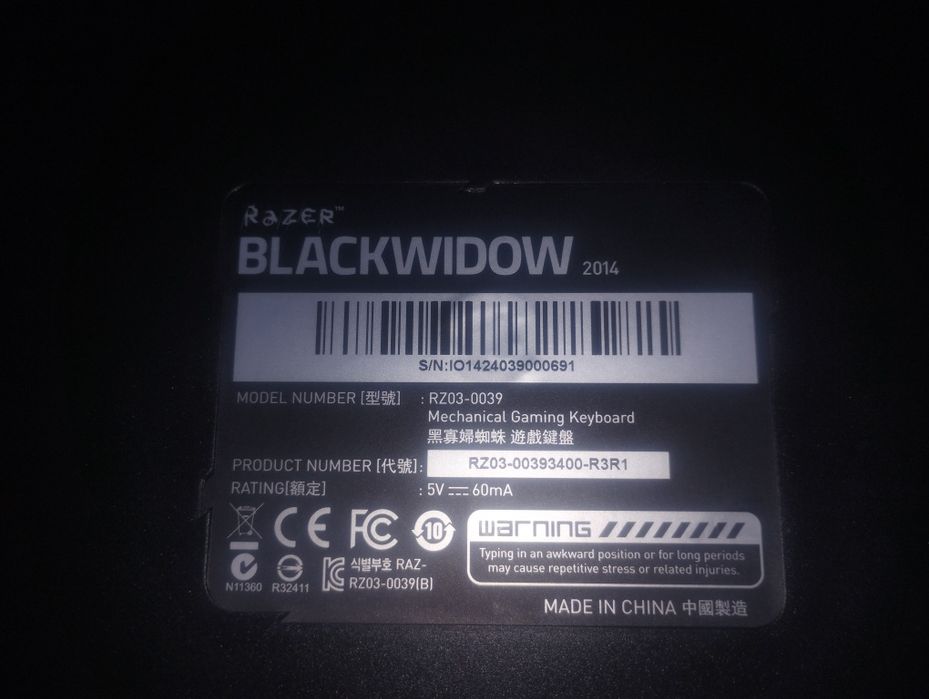 RAZER™
BLACKWIDOW 2014
S/N:IO1424039000691
MODEL NUMBER [型號] : RZ03-0039
Mechanical Gaming Keyboard
黑寡婦蜘蛛 遊戲鍵盤
PRODUCT NUMBER [代號]: RZ03-00393400-R3R1
RATING[額定] : 5V ⎓ 60mA
CE FC 10
warning
Typing in an awkward position or for long periods
may cause repetitive stress or related injuries.
N11360 R32411
식별부호 RAZ-
RZ03-0039(B)
MADE IN CHINA 中國製造